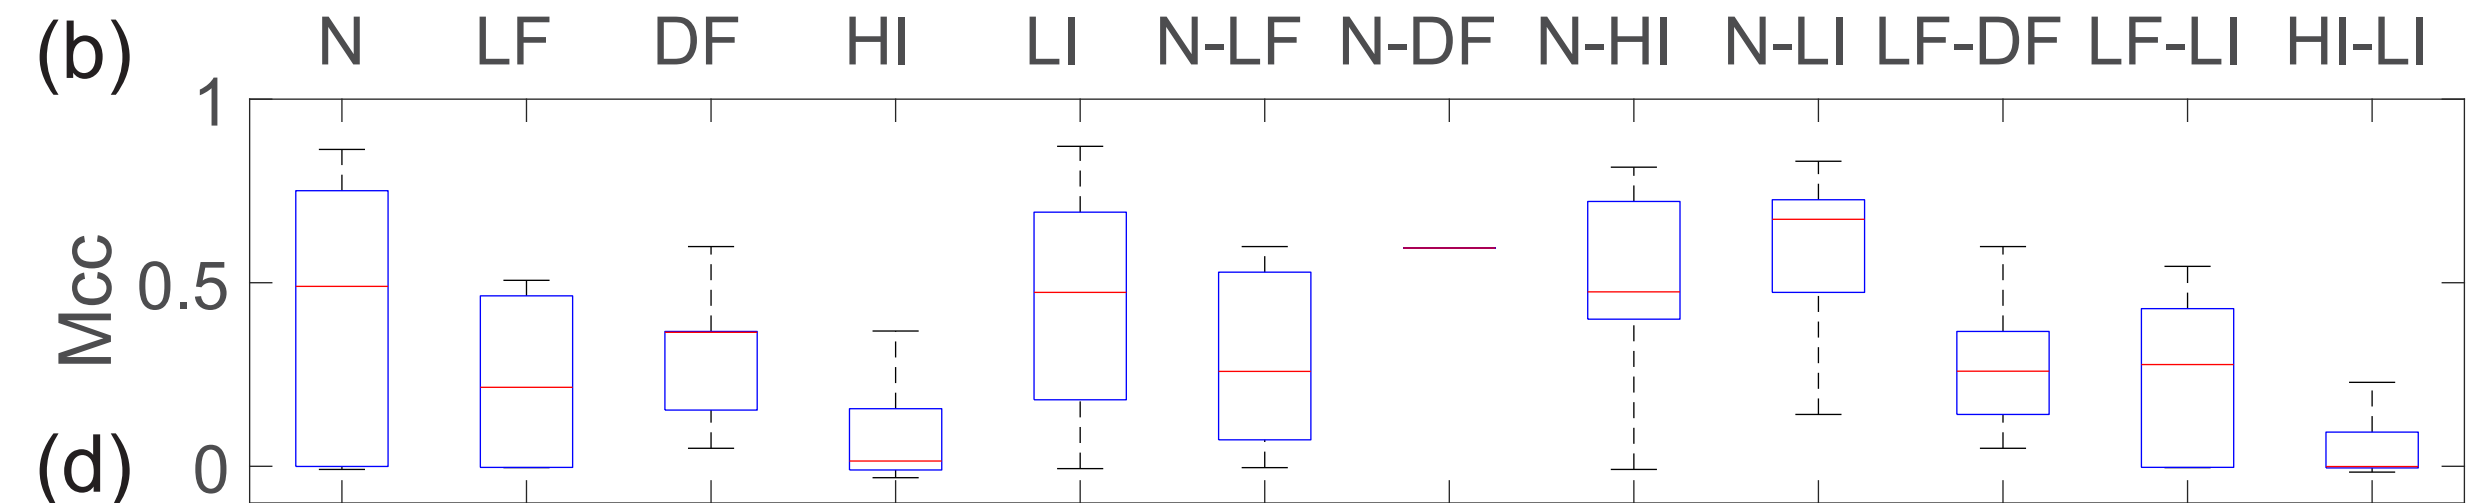 (b) N LF DF HI LI N-LF N-DF N-HI N-LI LF-DF LF-LI HI-LI
1
Mcc
0.5
(d) 0